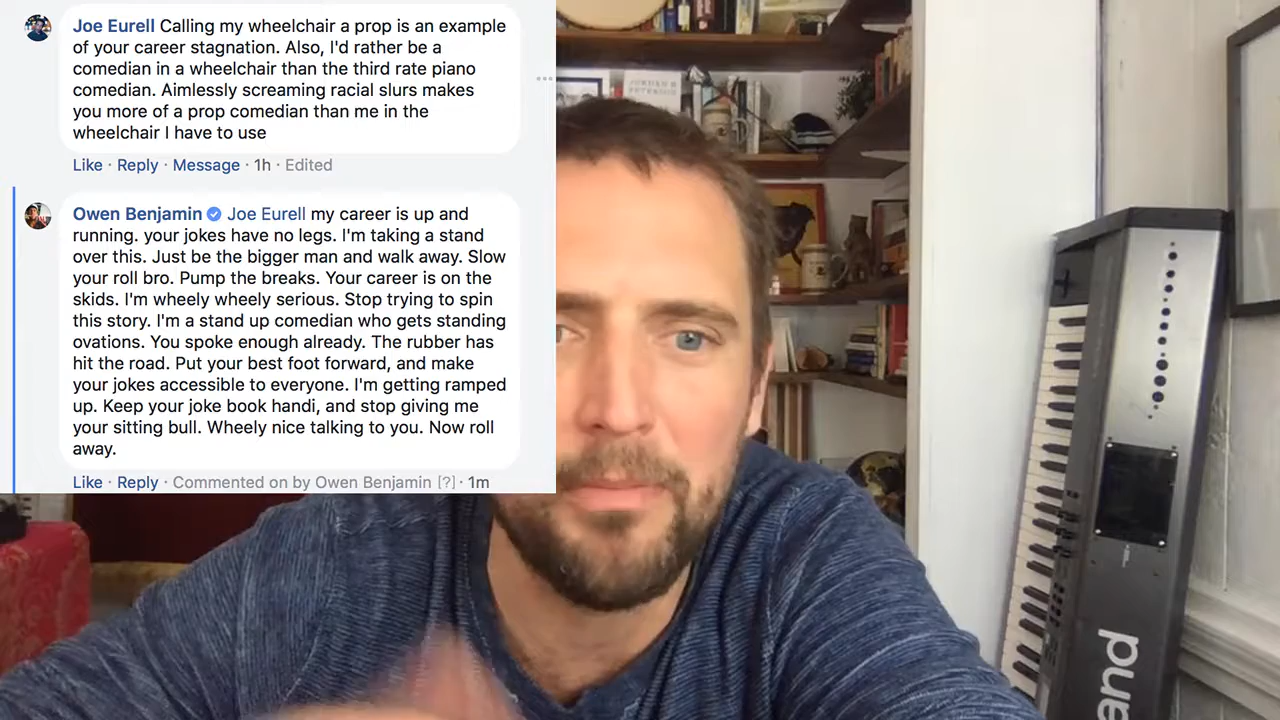 Joe Eurell Calling my wheelchair a prop is an example
of your career stagnation. Also, I'd rather be a
comedian in a wheelchair than the third rate piano
comedian. Aimlessly screaming racial slurs makes
you more of a prop comedian than me in the
wheelchair I have to use
Like · Reply · Message · 1h · Edited
Owen Benjamin Joe Eurell my career is up and
running. your jokes have no legs. I'm taking a stand
over this. Just be the bigger man and walk away. Slow
your roll bro. Pump the breaks. Your career is on the
skids. I'm wheely wheely serious. Stop trying to spin
this story. I'm a stand up comedian who gets standing
ovations. You spoke enough already. The rubber has
hit the road. Put your best foot forward, and make
your jokes accessible to everyone. I'm getting ramped
up. Keep your joke book handi, and stop giving me
your sitting bull. Wheely nice talking to you. Now roll
away.
Like · Reply · Commented on by Owen Benjamin [?] · 1m
JORDAN B
PETERSON
and